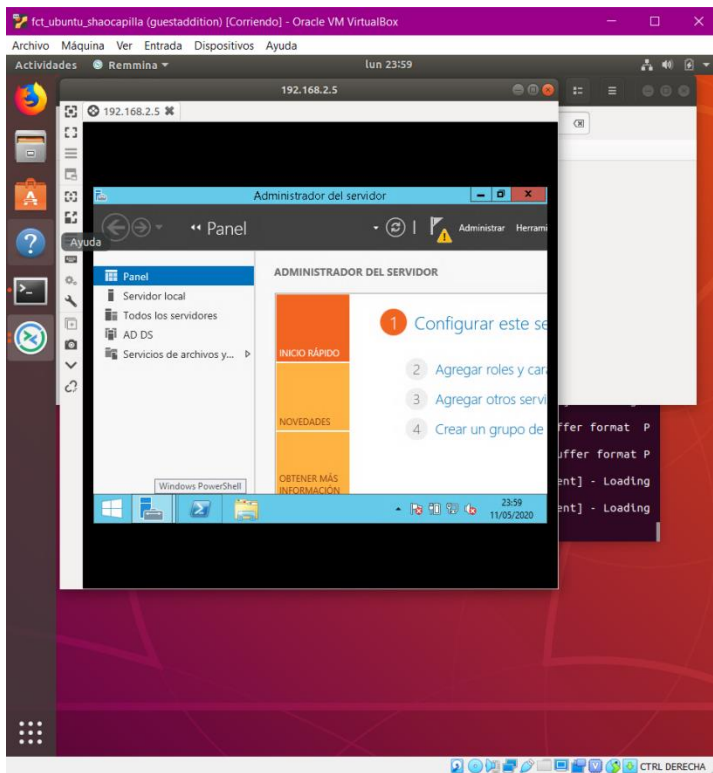 fct_ubuntu_shaocapilla (guestaddition) [Corriendo] - Oracle VM VirtualBox
Archivo Máquina Ver Entrada Dispositivos Ayuda
Actividades Remmina lun 23:59
192.168.2.5
192.168.2.5
Administrador del servidor
Panel
Administrar Herrami
Ayuda
Panel
Servidor local
Todos los servidores
AD DS
Servicios de archivos y...
ADMINISTRADOR DEL SERVIDOR
INICIO RÁPIDO
NOVEDADES
OBTENER MÁS
INFORMACIÓN
1 Configurar este se
2 Agregar roles y cara
3 Agregar otros servi
4 Crear un grupo de
Windows PowerShell
23:59
11/05/2020
ffer format P
uffer format P
ent] - Loading
ent] - Loading
CTRL DERECHA